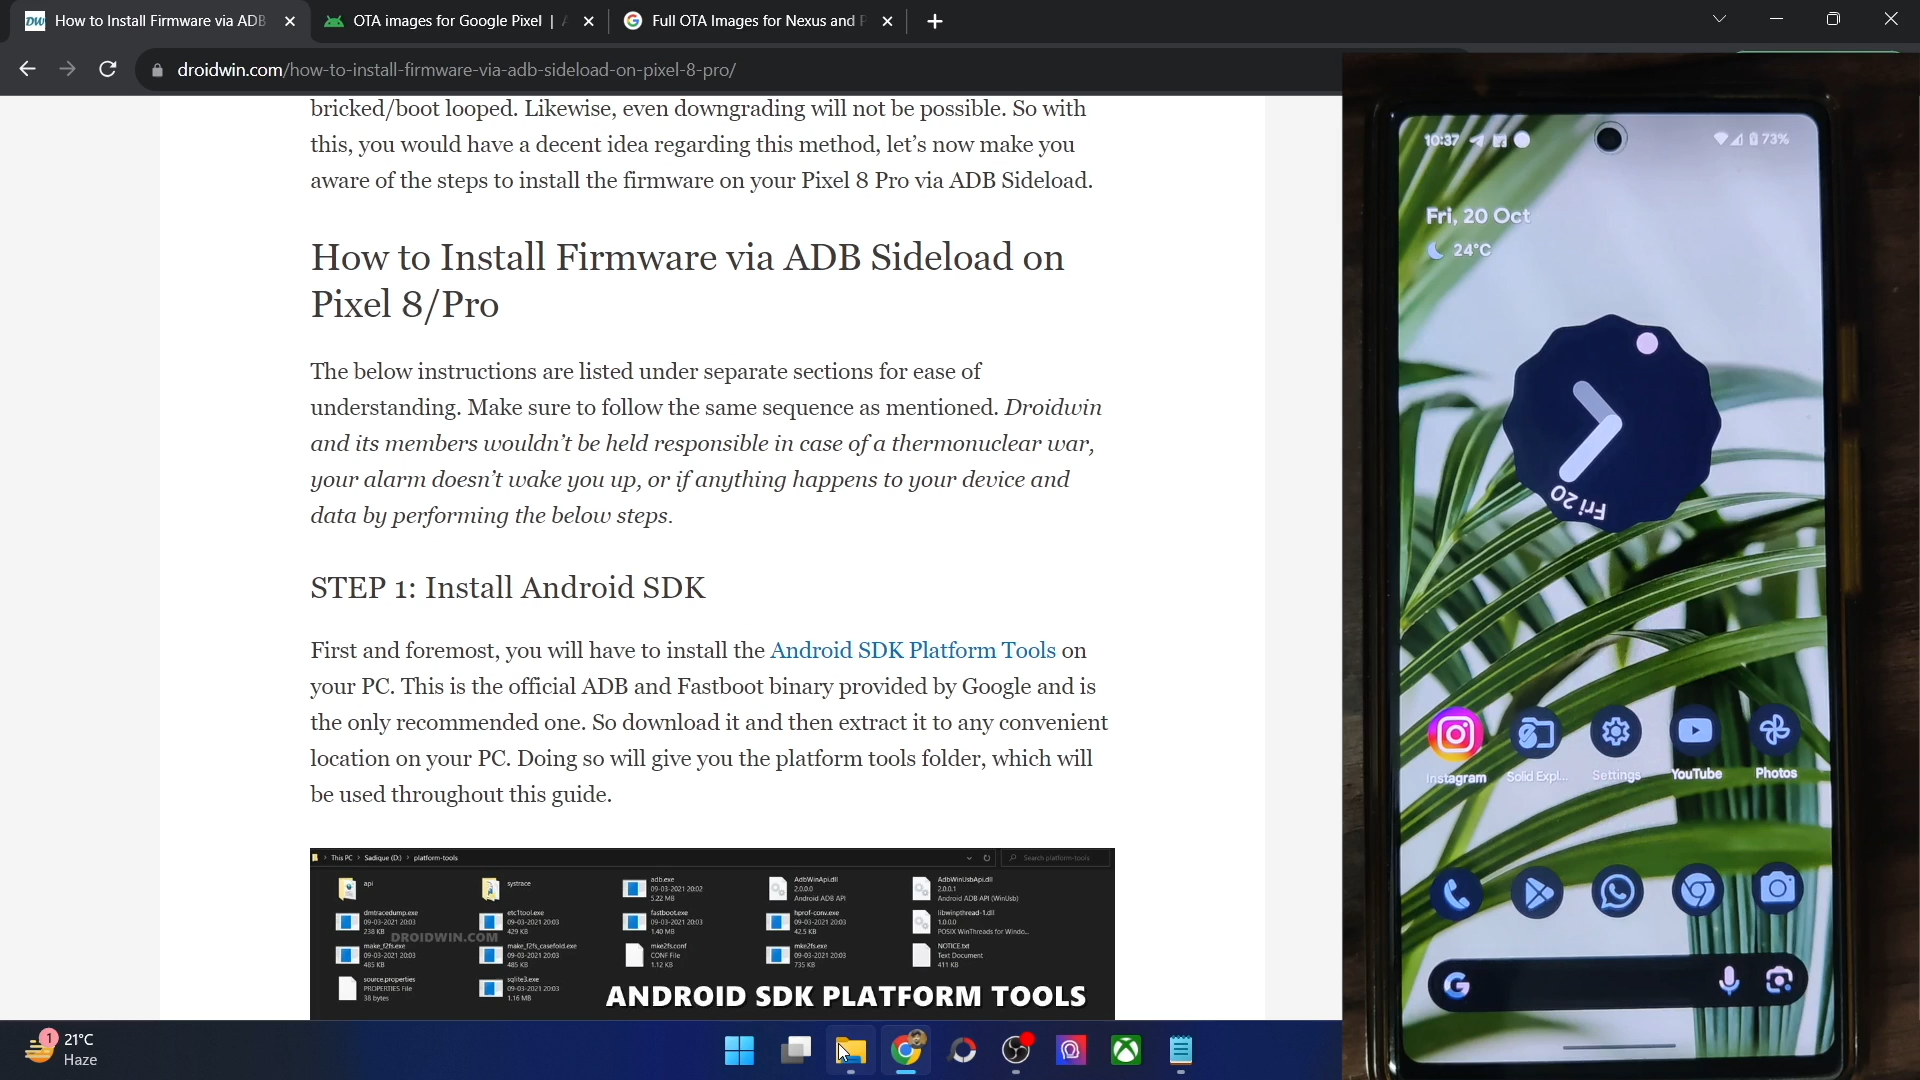 How to Install Firmware via ADB
OTA images for Google Pixel |
Full OTA Images for Nexus and P
droidwin.com/how-to-install-firmware-via-adb-sideload-on-pixel-8-pro/
bricked/boot looped. Likewise, even downgrading will not be possible. So with
this, you would have a decent idea regarding this method, let’s now make you
aware of the steps to install the firmware on your Pixel 8 Pro via ADB Sideload.
How to Install Firmware via ADB Sideload on
Pixel 8/Pro
The below instructions are listed under separate sections for ease of
understanding. Make sure to follow the same sequence as mentioned. Droidwin
and its members wouldn’t be held responsible in case of a thermonuclear war,
your alarm doesn’t wake you up, or if anything happens to your device and
data by performing the below steps.
STEP 1: Install Android SDK
First and foremost, you will have to install the Android SDK Platform Tools on
your PC. This is the official ADB and Fastboot binary provided by Google and is
the only recommended one. So download it and then extract it to any convenient
location on your PC. Doing so will give you the platform tools folder, which will
be used throughout this guide.
This PC > Sadique (D:) > platform-tools
Search platform-tools
api
systrace
adb.exe
09-03-2021 20:02
5.22 MB
AdbWinApi.dll
2.0.0.0
Android ADB API
AdbWinUsbApi.dll
2.0.0.1
Android ADB API (WinUsb)
dmtracedump.exe
09-03-2021 20:03
238 KB
etc1tool.exe
09-03-2021 20:03
429 KB
fastboot.exe
09-03-2021 20:03
1.40 MB
hprof-conv.exe
09-03-2021 20:03
42.5 KB
libwinpthread-1.dll
1.0.0.0
POSIX WinThreads for Windo...
DROIDWIN.COM
make_f2fs.exe
09-03-2021 20:03
485 KB
make_f2fs_casefold.exe
09-03-2021 20:03
485 KB
mke2fs.conf
CONF File
1.12 KB
mke2fs.exe
09-03-2021 20:03
735 KB
NOTICE.txt
Text Document
411 KB
source.properties
PROPERTIES File
38 bytes
sqlite3.exe
09-03-2021 20:03
1.16 MB
ANDROID SDK PLATFORM TOOLS
1
21°C
Haze
10:37
73%
Fri, 20 Oct
24°C
Fri 20
Instagram
Solid Expl...
Settings
YouTube
Photos